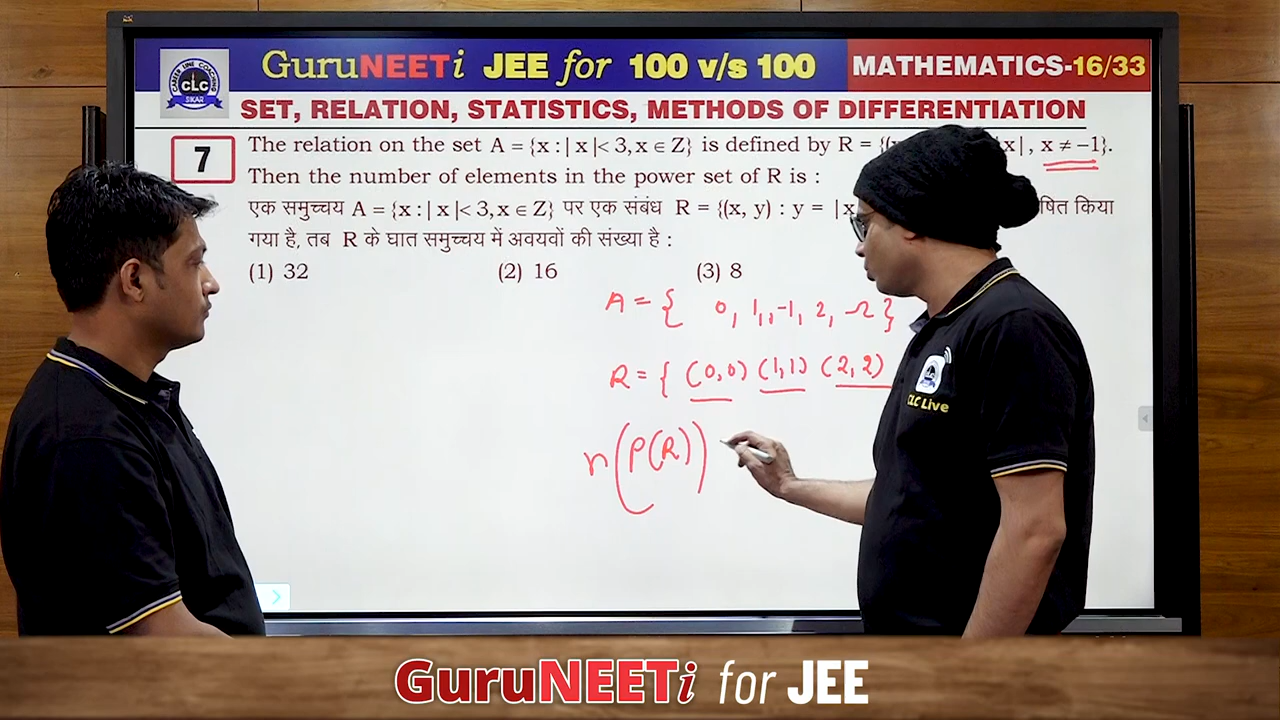 GuruNEETi JEE for 100 v/s 100 MATHEMATICS-16/33
CAREER LINE COACHING CLC SIKAR
SET, RELATION, STATISTICS, METHODS OF DIFFERENTIATION
7 The relation on the set A = {x : | x |< 3, x ∈ Z} is defined by R = {( |x| , x ≠ −1}.
Then the number of elements in the power set of R is :
एक समुच्चय A = {x : | x |< 3, x ∈ Z} पर एक संबंध R = {(x, y) : y = |x किया
गया है, तब R के घात समुच्चय में अवयवों की संख्या है :
(1) 32 (2) 16 (3) 8
A = { 0, 1, -1, 2, -2 }
R = { (0,0) (1,1) (2,2)
n(P(R))
CLC Live
GuruNEETi for JEE